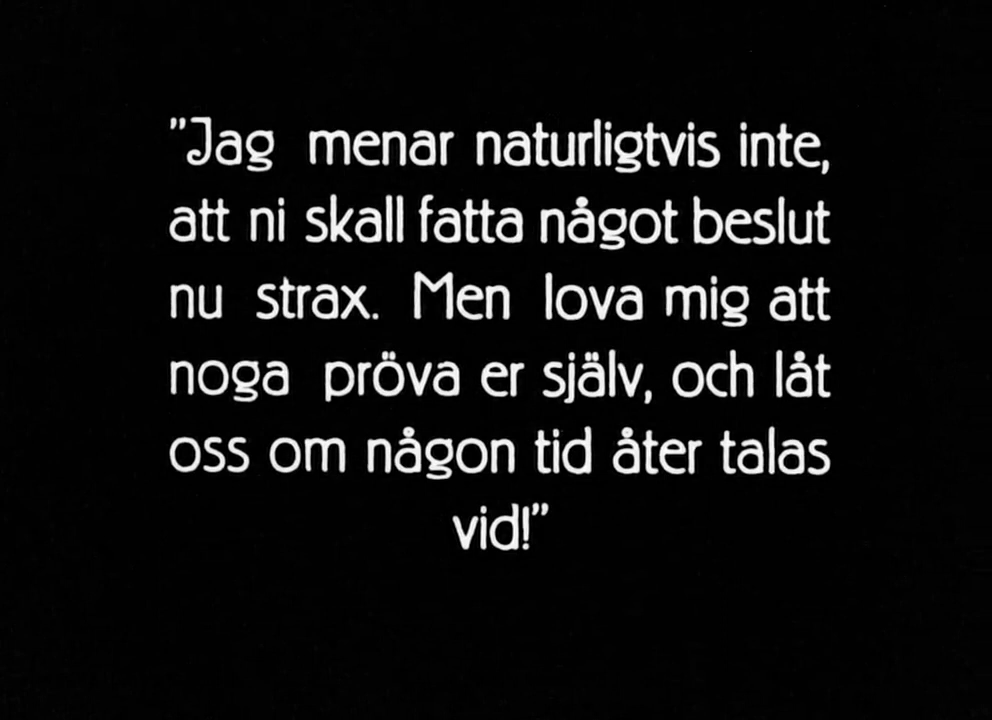 "Jag menar naturligtvis inte,
att ni skall fatta något beslut
nu strax. Men lova mig att
noga pröva er själv, och låt
oss om någon tid åter talas
vid!"